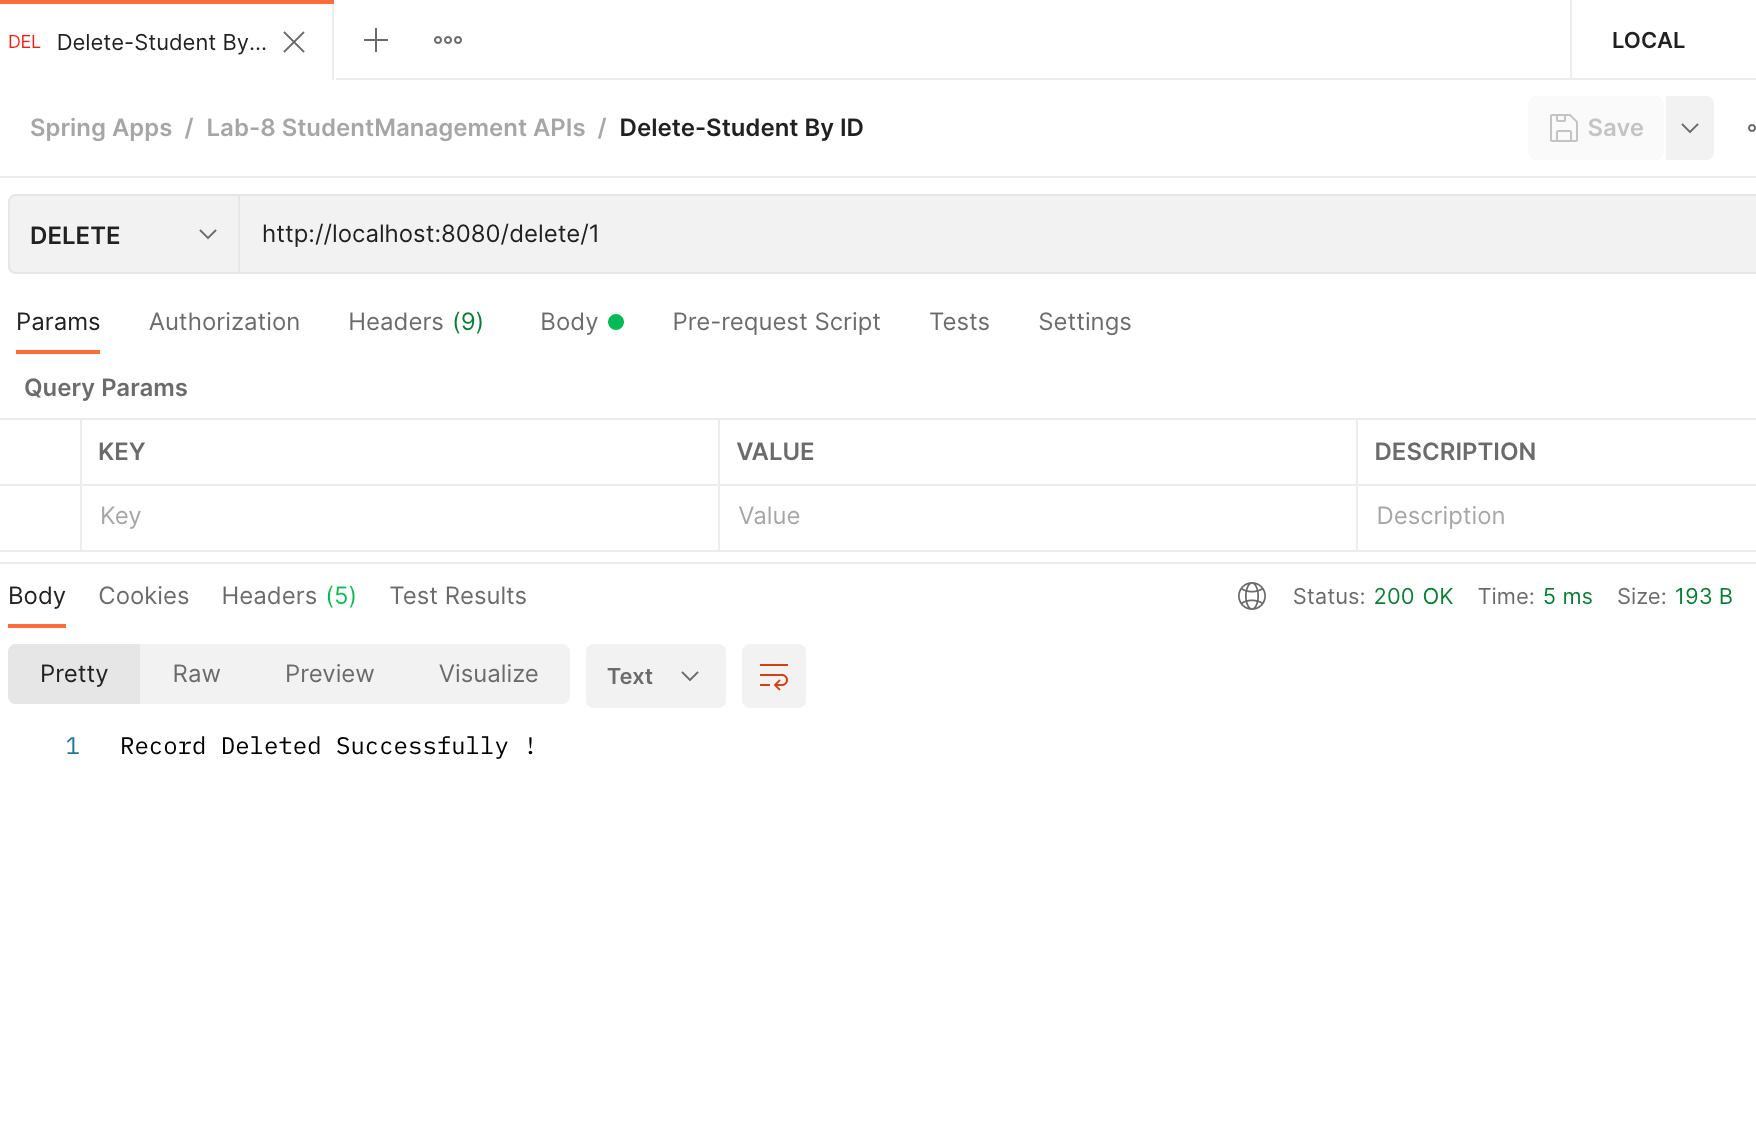 DEL Delete-Student By... LOCAL
Spring Apps / Lab-8 StudentManagement APIs / Delete-Student By ID Save
DELETE http://localhost:8080/delete/1
Params Authorization Headers (9) Body Pre-request Script Tests Settings
Query Params
KEY VALUE DESCRIPTION
Key Value Description
Body Cookies Headers (5) Test Results Status: 200 OK Time: 5 ms Size: 193 B
Pretty Raw Preview Visualize Text
1 Record Deleted Successfully !